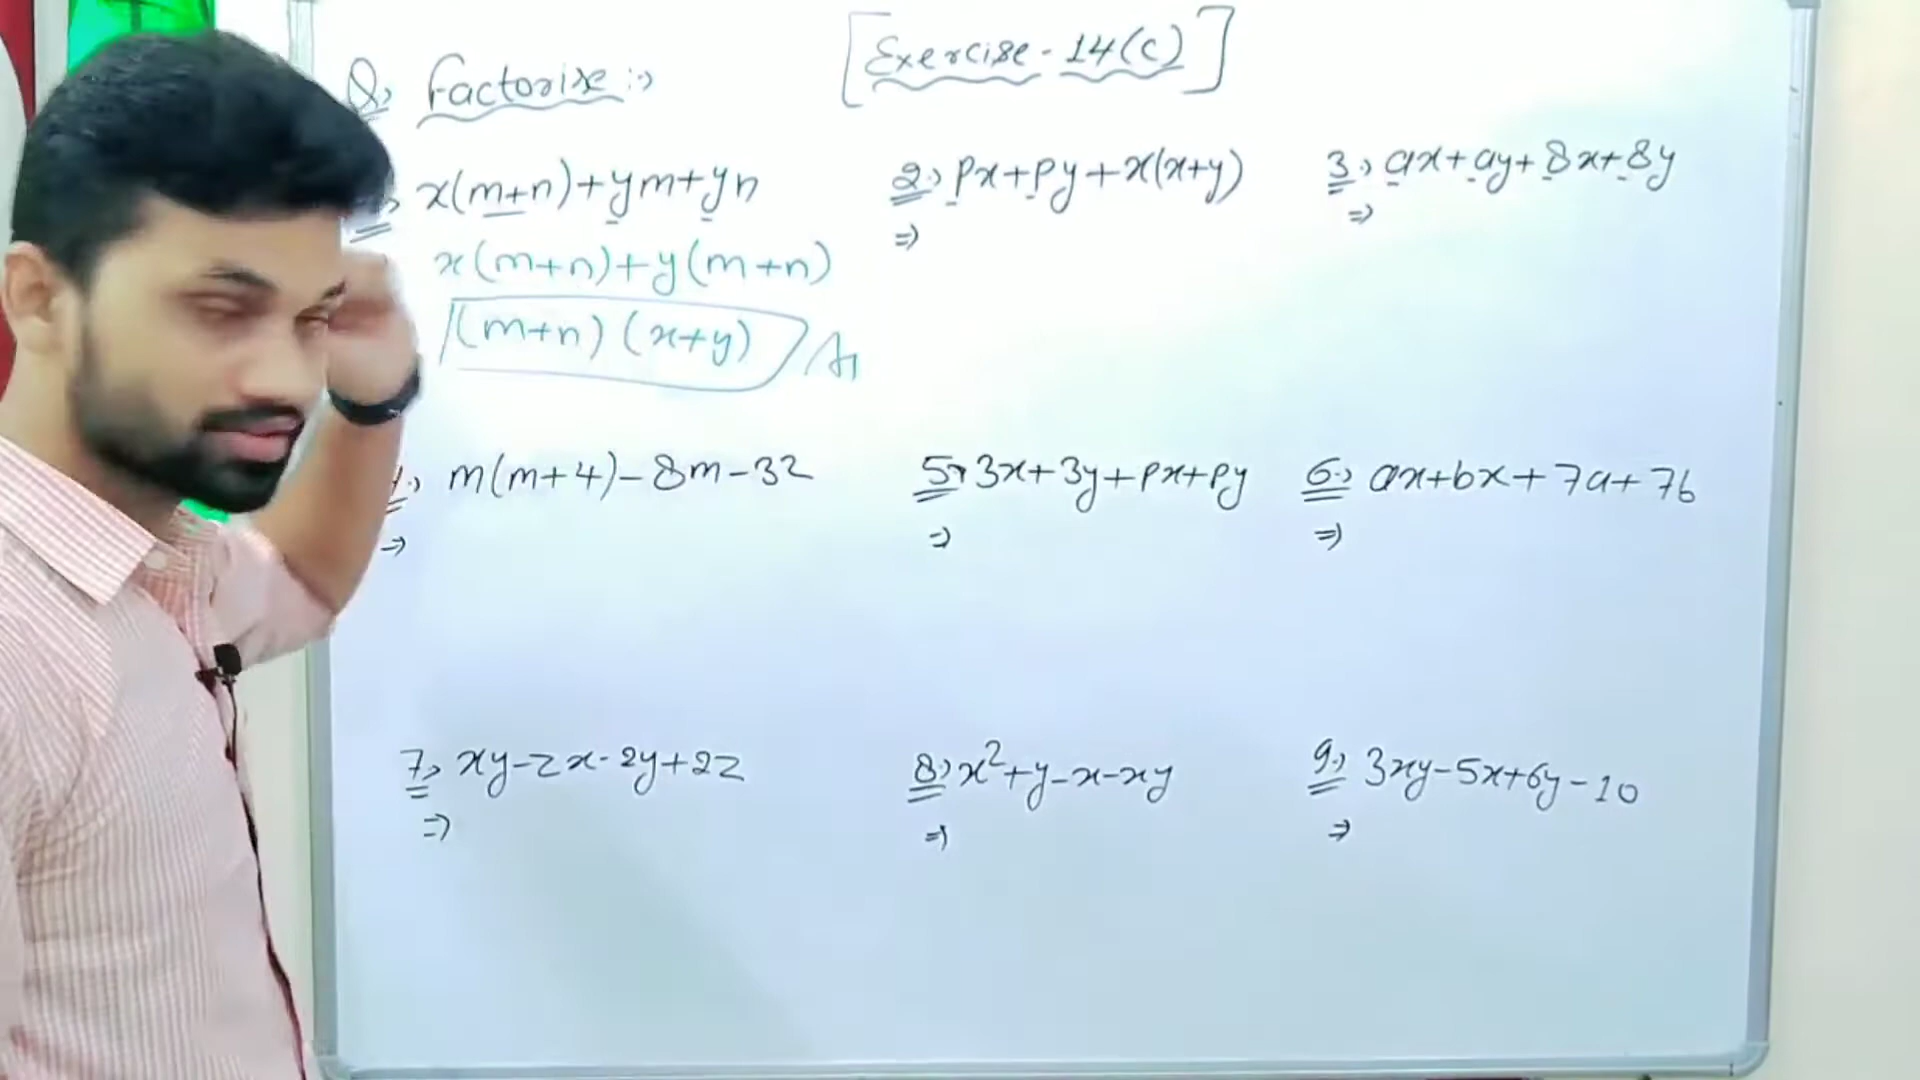 Q. Factorise :→ [Exercise - 14(C)]
x(m+n)+ym+yn
x(m+n)+y(m+n)
(m+n) (x+y)
2.) px+py+x(x+y)
⇒
3.) ax+ay+8x+8y
⇒
m(m+4)-8m-32
⇒
5.) 3x+3y+px+py
⇒
6.) ax+bx+7a+7b
⇒
7.) xy-zx-2y+2z
⇒
8.) x²+y-x-xy
⇒
9.) 3xy-5x+6y-10
⇒